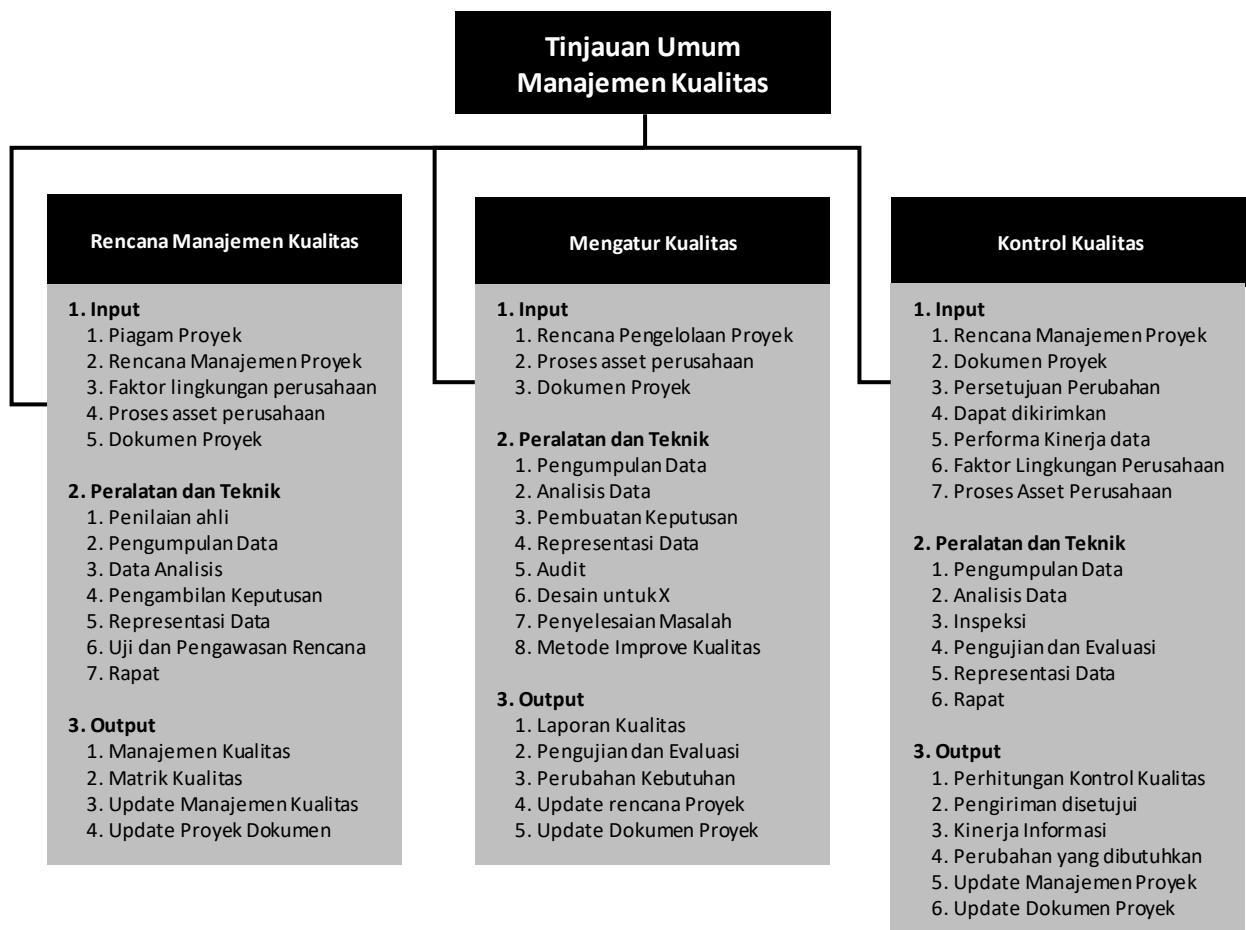 Tinjauan Umum
Manajemen Kualitas
Rencana Manajemen Kualitas
1. Input
1. Piagam Proyek
2. Rencana Manajemen Proyek
3. Faktor lingkungan perusahaan
4. Proses asset perusahaan
5. Dokumen Proyek
2. Peralatan dan Teknik
1. Penilaian ahli
2. Pengumpulan Data
3. Data Analisis
4. Pengambilan Keputusan
5. Representasi Data
6. Uji dan Pengawasan Rencana
7. Rapat
3. Output
1. Manajemen Kualitas
2. Matrik Kualitas
3. Update Manajemen Kualitas
4. Update Proyek Dokumen
Mengatur Kualitas
1. Input
1. Rencana Pengelolaan Proyek
2. Proses asset perusahaan
3. Dokumen Proyek
2. Peralatan dan Teknik
1. Pengumpulan Data
2. Analisis Data
3. Pembuatan Keputusan
4. Representasi Data
5. Audit
6. Desain untuk X
7. Penyelesaian Masalah
8. Metode Improve Kualitas
3. Output
1. Laporan Kualitas
2. Pengujian dan Evaluasi
3. Perubahan Kebutuhan
4. Update rencana Proyek
5. Update Dokumen Proyek
Kontrol Kualitas
1. Input
1. Rencana Manajemen Proyek
2. Dokumen Proyek
3. Persetujuan Perubahan
4. Dapat dikirimkan
5. Performa Kinerja data
6. Faktor Lingkungan Perusahaan
7. Proses Asset Perusahaan
2. Peralatan dan Teknik
1. Pengumpulan Data
2. Analisis Data
3. Inspeksi
4. Pengujian dan Evaluasi
5. Representasi Data
6. Rapat
3. Output
1. Perhitungan Kontrol Kualitas
2. Pengiriman disetujui
3. Kinerja Informasi
4. Perubahan yang dibutuhkan
5. Update Manajemen Proyek
6. Update Dokumen Proyek